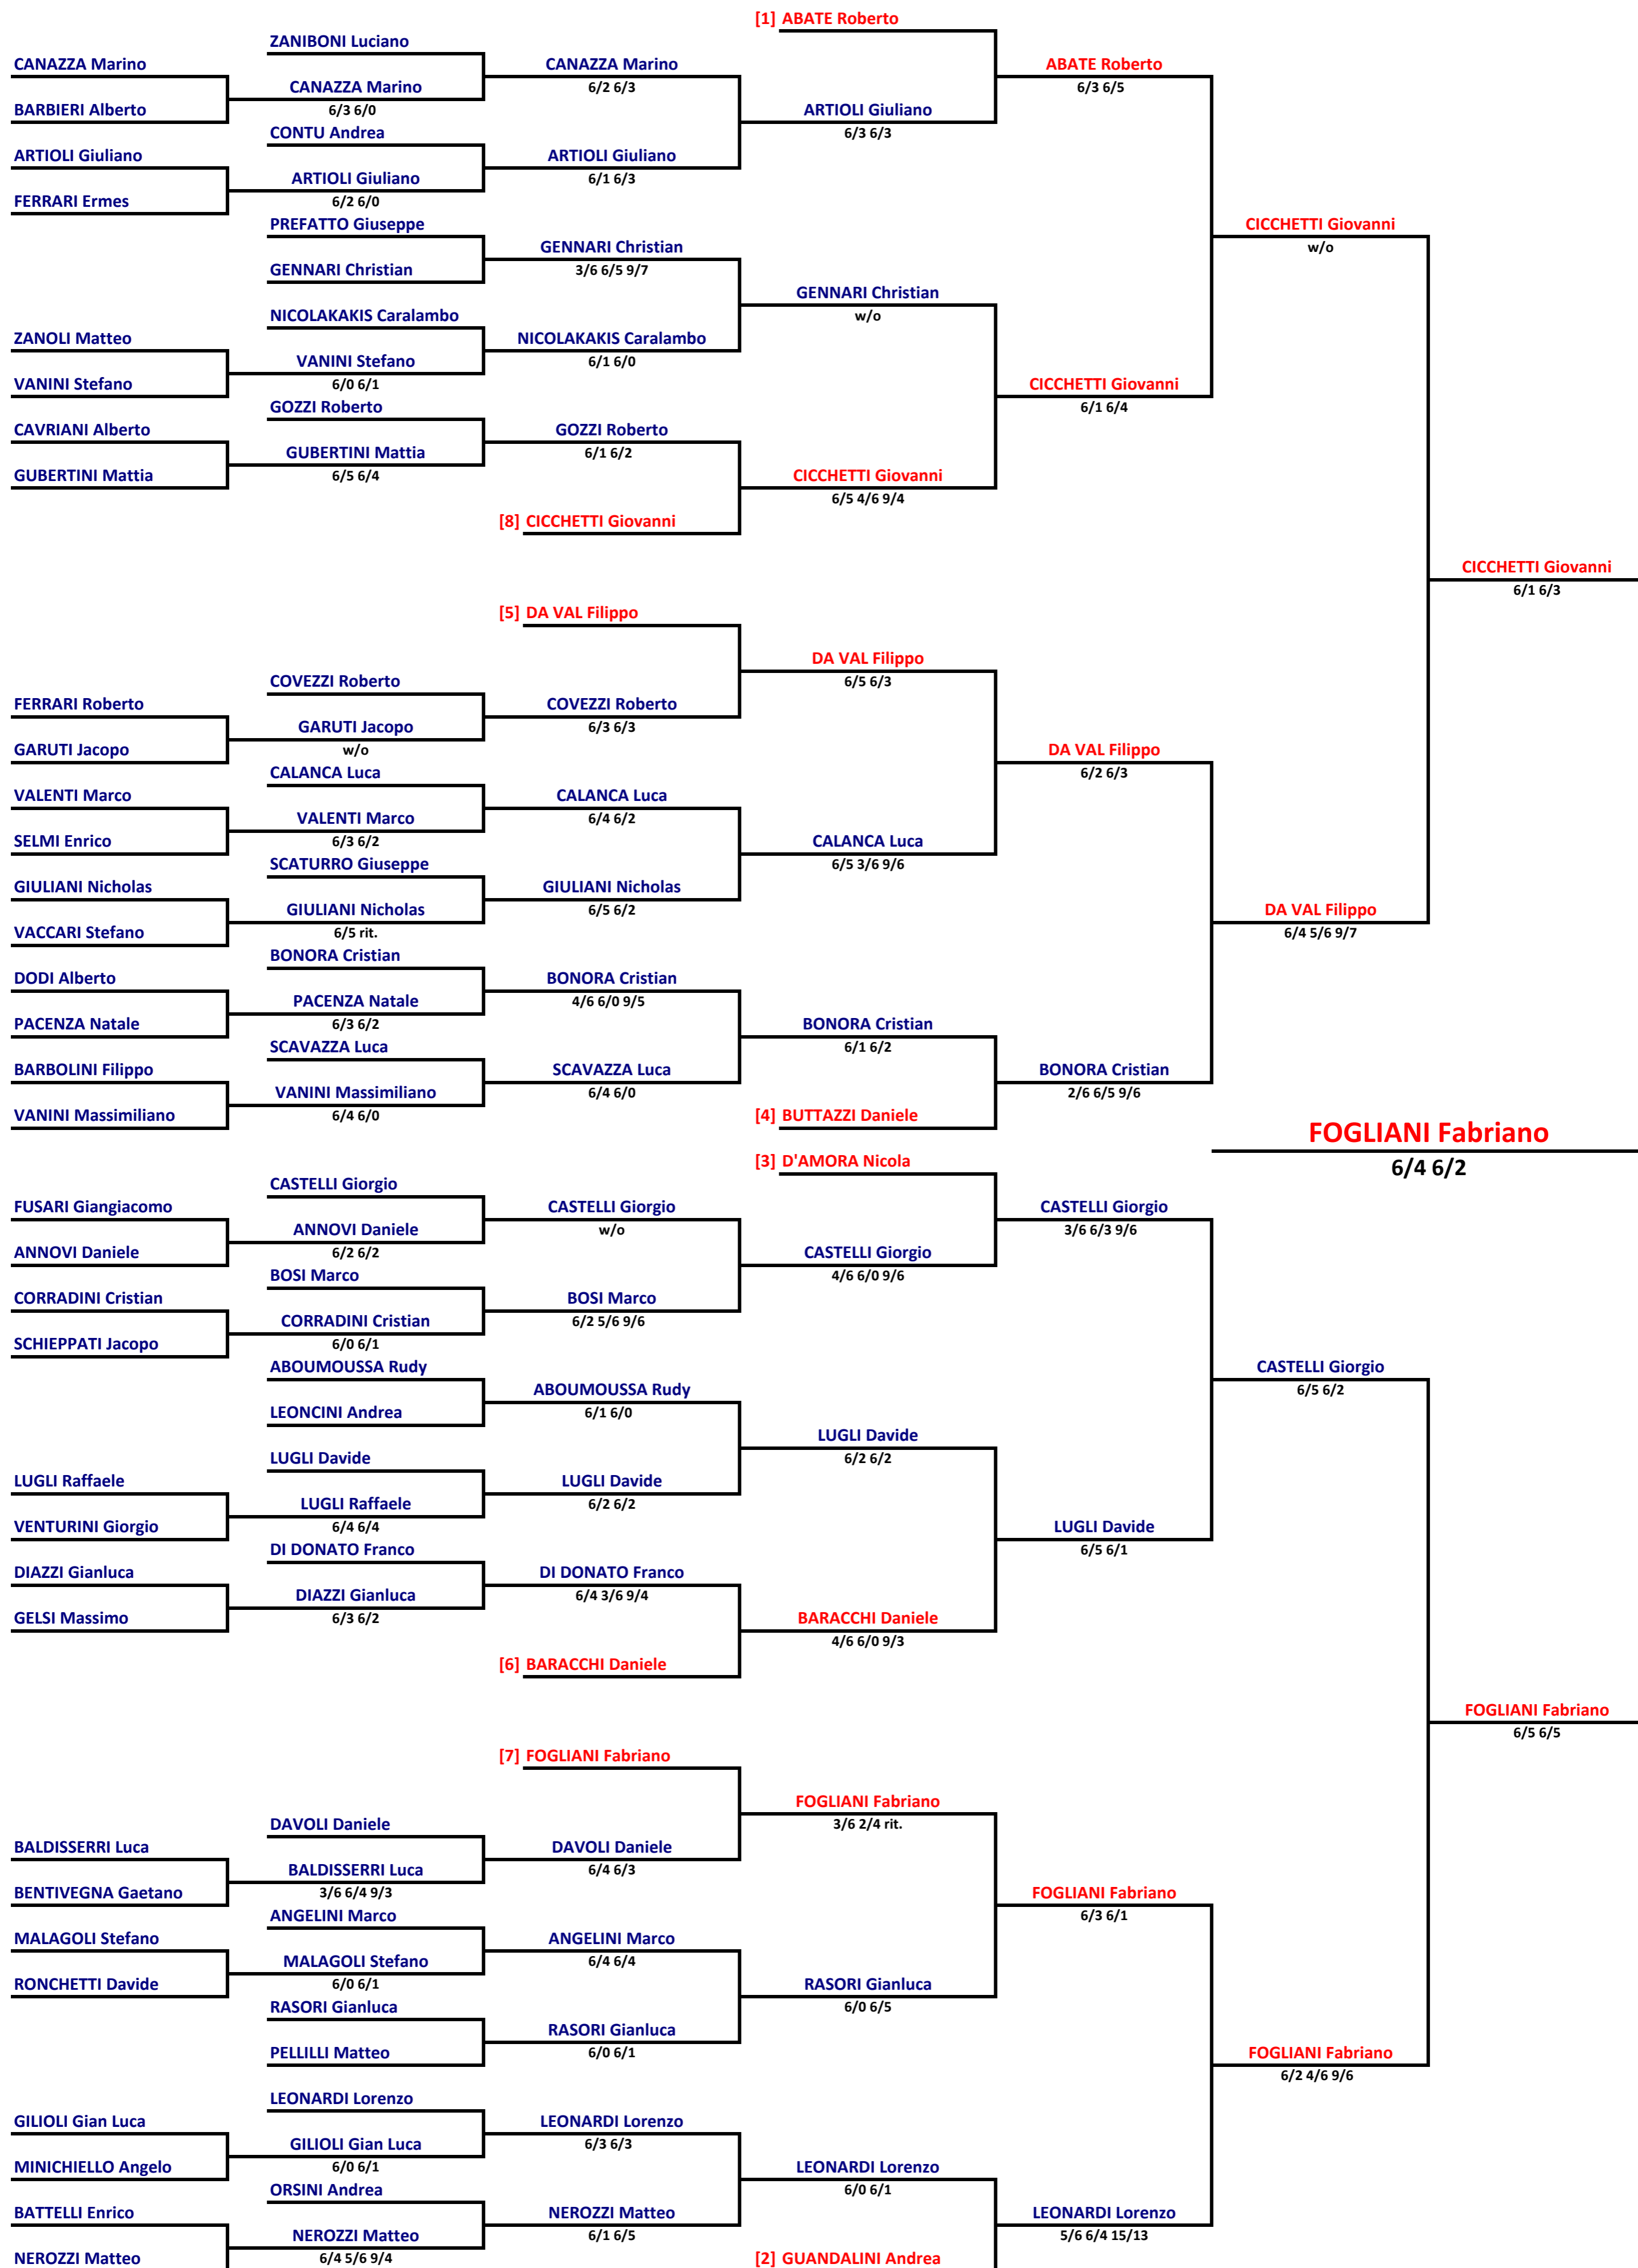 [1] ABATE Roberto
ZANIBONI Luciano
CANAZZA Marino
CANAZZA Marino
ABATE Roberto
CANAZZA Marino
6/2 6/3
6/3 6/5
BARBIERI Alberto
6/3 6/0
ARTIOLI Giuliano
CONTU Andrea
6/3 6/3
ARTIOLI Giuliano
ARTIOLI Giuliano
ARTIOLI Giuliano
6/1 6/3
FERRARI Ermes
6/2 6/0
PREFATTO Giuseppe
CICCHETTI Giovanni
GENNARI Christian
w/o
GENNARI Christian
3/6 6/5 9/7
GENNARI Christian
NICOLAKAKIS Caralambo
w/o
ZANOLI Matteo
NICOLAKAKIS Caralambo
VANINI Stefano
6/1 6/0
VANINI Stefano
6/0 6/1
CICCHETTI Giovanni
GOZZI Roberto
6/1 6/4
CAVRIANI Alberto
GOZZI Roberto
GUBERTINI Mattia
6/1 6/2
GUBERTINI Mattia
6/5 6/4
CICCHETTI Giovanni
6/5 4/6 9/4
[8] CICCHETTI Giovanni
CICCHETTI Giovanni
6/1 6/3
[5] DA VAL Filippo
DA VAL Filippo
COVEZZI Roberto
6/5 6/3
FERRARI Roberto
COVEZZI Roberto
GARUTI Jacopo
6/3 6/3
GARUTI Jacopo
w/o
DA VAL Filippo
CALANCA Luca
6/2 6/3
VALENTI Marco
CALANCA Luca
VALENTI Marco
6/4 6/2
SELMI Enrico
6/3 6/2
CALANCA Luca
SCATURRO Giuseppe
6/5 3/6 9/6
GIULIANI Nicholas
GIULIANI Nicholas
GIULIANI Nicholas
6/5 6/2
DA VAL Filippo
VACCARI Stefano
6/5 rit.
6/4 5/6 9/7
BONORA Cristian
DODI Alberto
BONORA Cristian
PACENZA Natale
4/6 6/0 9/5
PACENZA Natale
6/3 6/2
BONORA Cristian
SCAVAZZA Luca
6/1 6/2
BARBOLINI Filippo
SCAVAZZA Luca
BONORA Cristian
VANINI Massimiliano
6/4 6/0
2/6 6/5 9/6
VANINI Massimiliano
6/4 6/0
[4] BUTTAZZI Daniele
FOGLIANI Fabriano
6/4 6/2
[3] D'AMORA Nicola
CASTELLI Giorgio
FUSARI Giangiacomo
CASTELLI Giorgio
CASTELLI Giorgio
ANNOVI Daniele
w/o
3/6 6/3 9/6
ANNOVI Daniele
6/2 6/2
CASTELLI Giorgio
BOSI Marco
4/6 6/0 9/6
CORRADINI Cristian
BOSI Marco
CORRADINI Cristian
6/2 5/6 9/6
SCHIEPPATI Jacopo
6/0 6/1
ABOUMOUSSA Rudy
CASTELLI Giorgio
ABOUMOUSSA Rudy
6/5 6/2
LEONCINI Andrea
6/1 6/0
LUGLI Davide
LUGLI Davide
6/2 6/2
LUGLI Raffaele
LUGLI Davide
LUGLI Raffaele
6/2 6/2
VENTURINI Giorgio
6/4 6/4
LUGLI Davide
DI DONATO Franco
6/5 6/1
DIAZZI Gianluca
DI DONATO Franco
DIAZZI Gianluca
6/4 3/6 9/4
GELSI Massimo
6/3 6/2
BARACCHI Daniele
4/6 6/0 9/3
[6] BARACCHI Daniele
FOGLIANI Fabriano
6/5 6/5
[7] FOGLIANI Fabriano
FOGLIANI Fabriano
DAVOLI Daniele
3/6 2/4 rit.
BALDISSERRI Luca
DAVOLI Daniele
BALDISSERRI Luca
6/4 6/3
BENTIVEGNA Gaetano
3/6 6/4 9/3
FOGLIANI Fabriano
ANGELINI Marco
6/3 6/1
MALAGOLI Stefano
ANGELINI Marco
MALAGOLI Stefano
6/4 6/4
RONCHETTI Davide
6/0 6/1
RASORI Gianluca
RASORI Gianluca
6/0 6/5
RASORI Gianluca
PELLILLI Matteo
6/0 6/1
FOGLIANI Fabriano
6/2 4/6 9/6
LEONARDI Lorenzo
GILIOLI Gian Luca
LEONARDI Lorenzo
GILIOLI Gian Luca
6/3 6/3
MINICHIELLO Angelo
6/0 6/1
LEONARDI Lorenzo
ORSINI Andrea
6/0 6/1
BATTELLI Enrico
NEROZZI Matteo
LEONARDI Lorenzo
NEROZZI Matteo
6/1 6/5
5/6 6/4 15/13
NEROZZI Matteo
6/4 5/6 9/4
[2] GUANDALINI Andrea